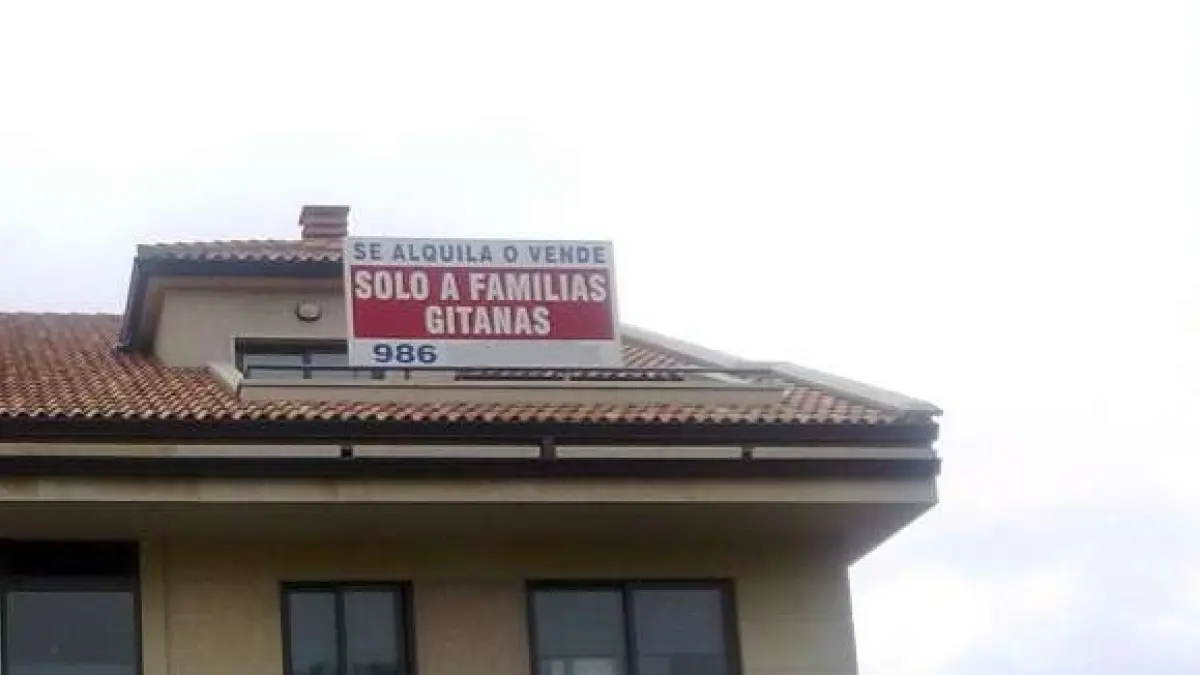 SE ALQUILA O VENDE
SOLO A FAMILIAS
GITANAS
986